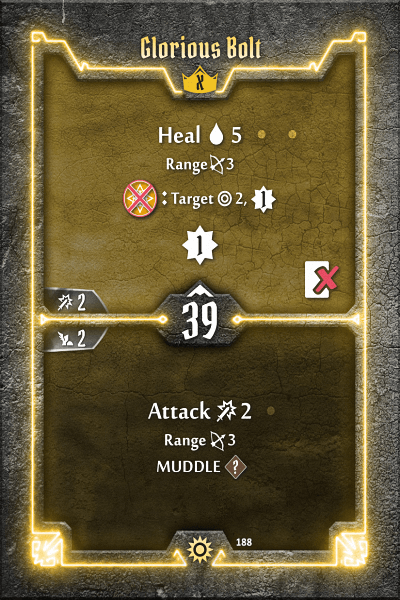 Glorious Bolt
X
Heal 5
Range 3
: Target 2, 1
1
2
39
2
Attack 2
Range 3
MUDDLE ?
188